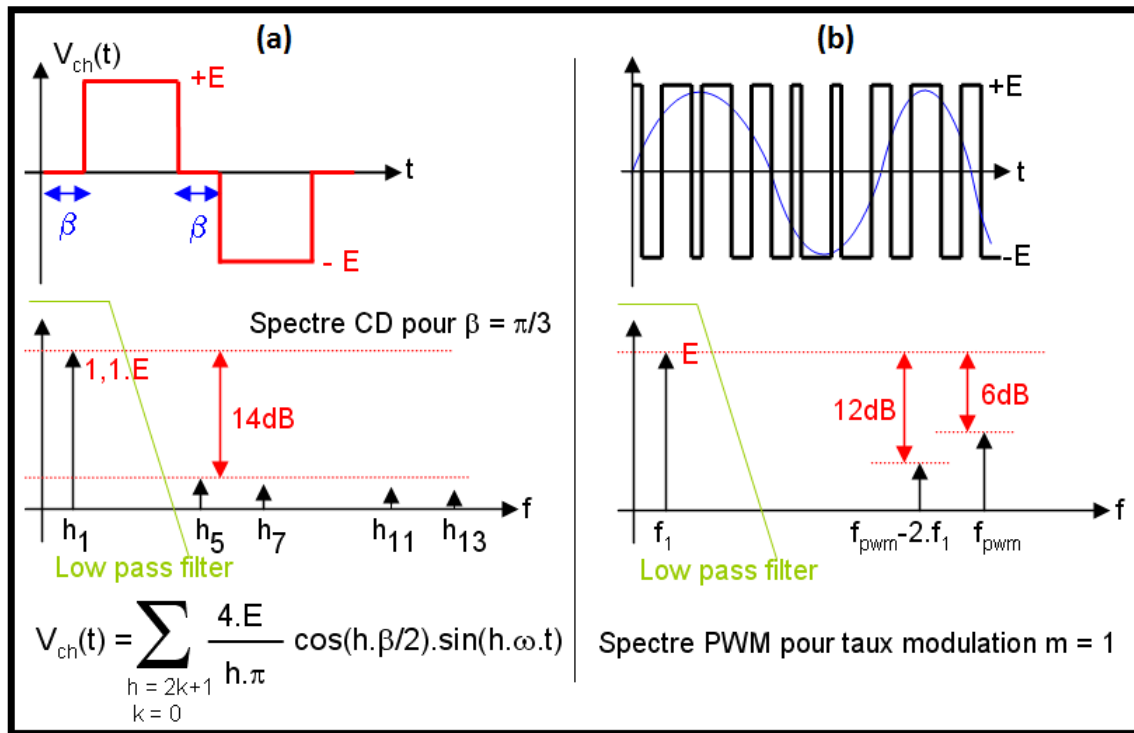 (a)
V_ch(t)
+E
t
β
β
- E
Spectre CD pour β = π/3
1,1.E
14dB
f
h_1
h_5
h_7
h_11
h_13
Low pass filter
V_ch(t) = ∑ 4.E / h.π cos(h.β/2).sin(h.ω.t)
h = 2k+1
k = 0
(b)
+E
t
-E
E
12dB
6dB
f
f_1
f_pwm-2.f_1
f_pwm
Low pass filter
Spectre PWM pour taux modulation m = 1